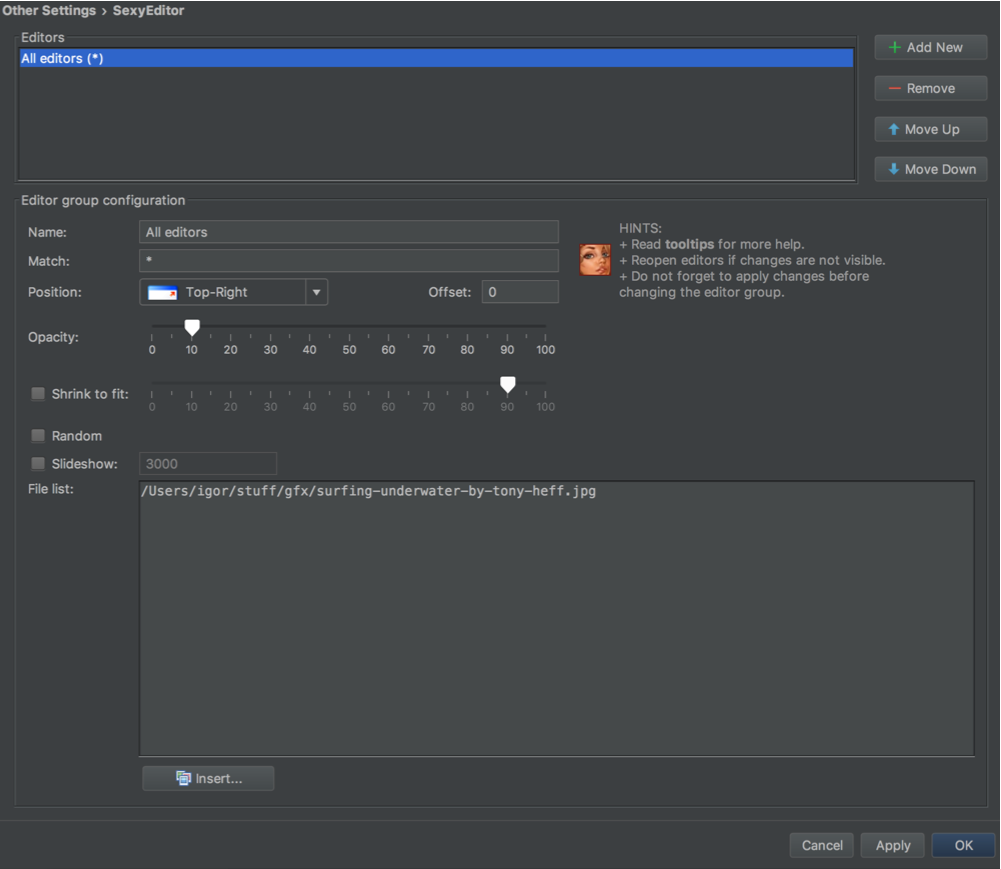 Other Settings › SexyEditor
Editors
All editors (*)
Add New
Remove
Move Up
Move Down
Editor group configuration
Name: All editors
Match: *
Position: Top-Right Offset: 0
HINTS:
+ Read tooltips for more help.
+ Reopen editors if changes are not visible.
+ Do not forget to apply changes before
changing the editor group.
Opacity:
0 10 20 30 40 50 60 70 80 90 100
Shrink to fit:
0 10 20 30 40 50 60 70 80 90 100
Random
Slideshow: 3000
File list: /Users/igor/stuff/gfx/surfing-underwater-by-tony-heff.jpg
Insert...
Cancel Apply OK